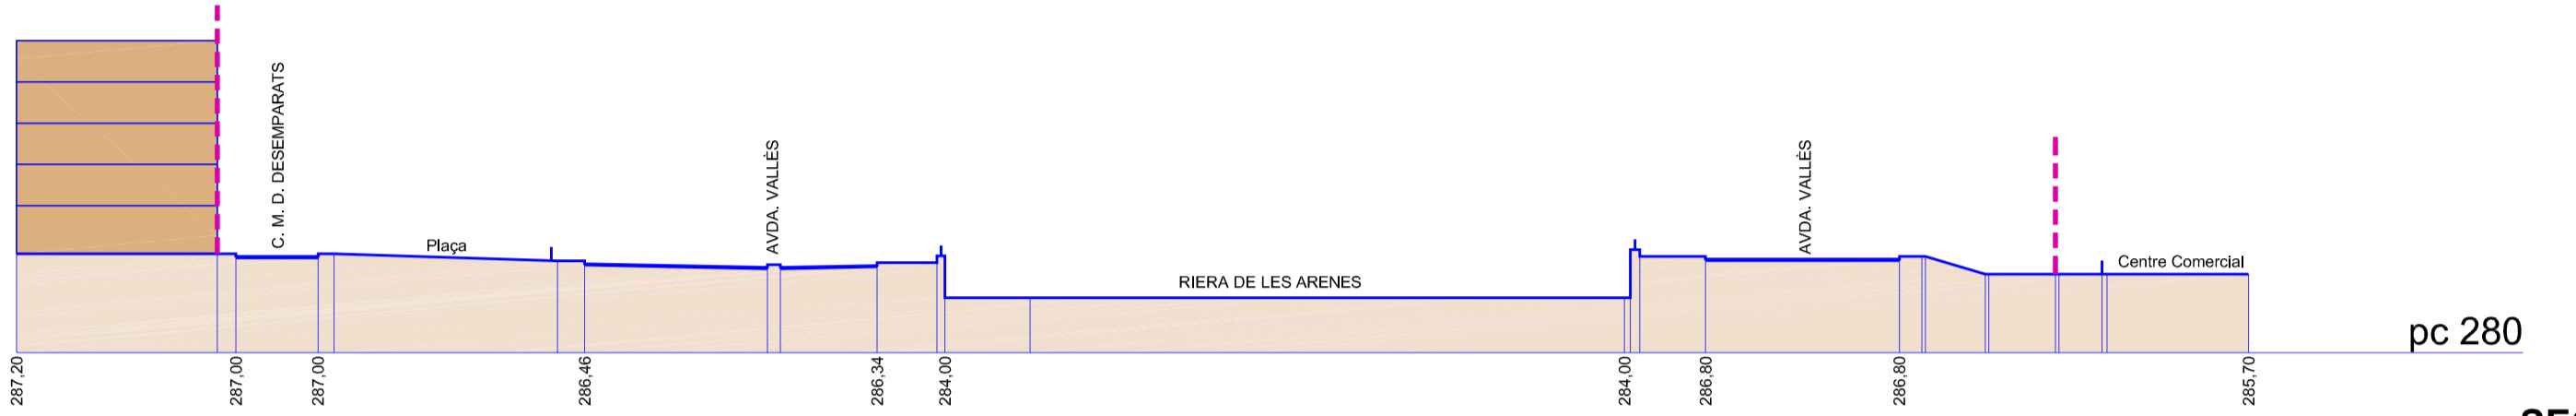 C. M. D. DESEMPARATS
Plaça
AVDA. VALLÈS
RIERA DE LES ARENES
AVDA. VALLÈS
Centre Comercial
pc 280
287,20
287,00
287,00
286,46
286,34
284,00
284,00
286,80
286,80
285,70